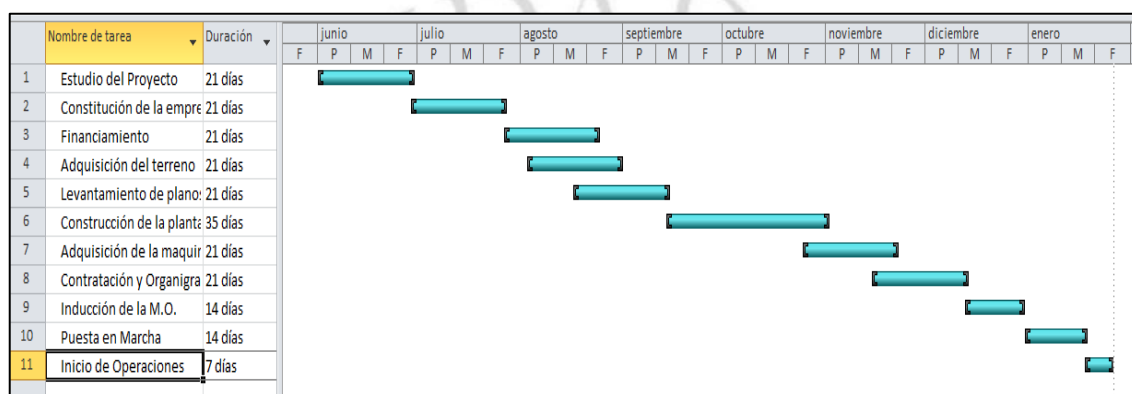 Nombre de tarea Duración junio julio agosto septiembre octubre noviembre diciembre enero
F P M F P M F P M F P M F P M F P M F P M F P M F
1 Estudio del Proyecto 21 días
2 Constitución de la empre 21 días
3 Financiamiento 21 días
4 Adquisición del terreno 21 días
5 Levantamiento de planos 21 días
6 Construcción de la planta 35 días
7 Adquisición de la maquir 21 días
8 Contratación y Organigra 21 días
9 Inducción de la M.O. 14 días
10 Puesta en Marcha 14 días
11 Inicio de Operaciones 7 días